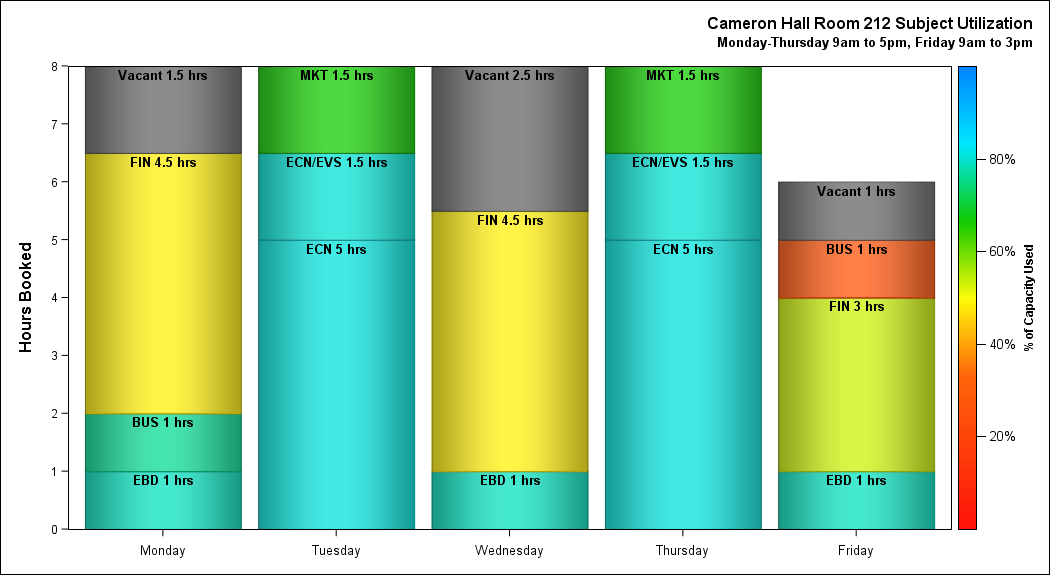 Cameron Hall Room 212 Subject Utilization
Monday-Thursday 9am to 5pm, Friday 9am to 3pm
Hours Booked
8
7
6
5
4
3
2
1
0
Vacant 1.5 hrs
FIN 4.5 hrs
BUS 1 hrs
EBD 1 hrs
MKT 1.5 hrs
ECN/EVS 1.5 hrs
ECN 5 hrs
Vacant 2.5 hrs
FIN 4.5 hrs
EBD 1 hrs
MKT 1.5 hrs
ECN/EVS 1.5 hrs
ECN 5 hrs
Vacant 1 hrs
BUS 1 hrs
FIN 3 hrs
EBD 1 hrs
Monday
Tuesday
Wednesday
Thursday
Friday
80%
60%
40%
20%
% of Capacity Used